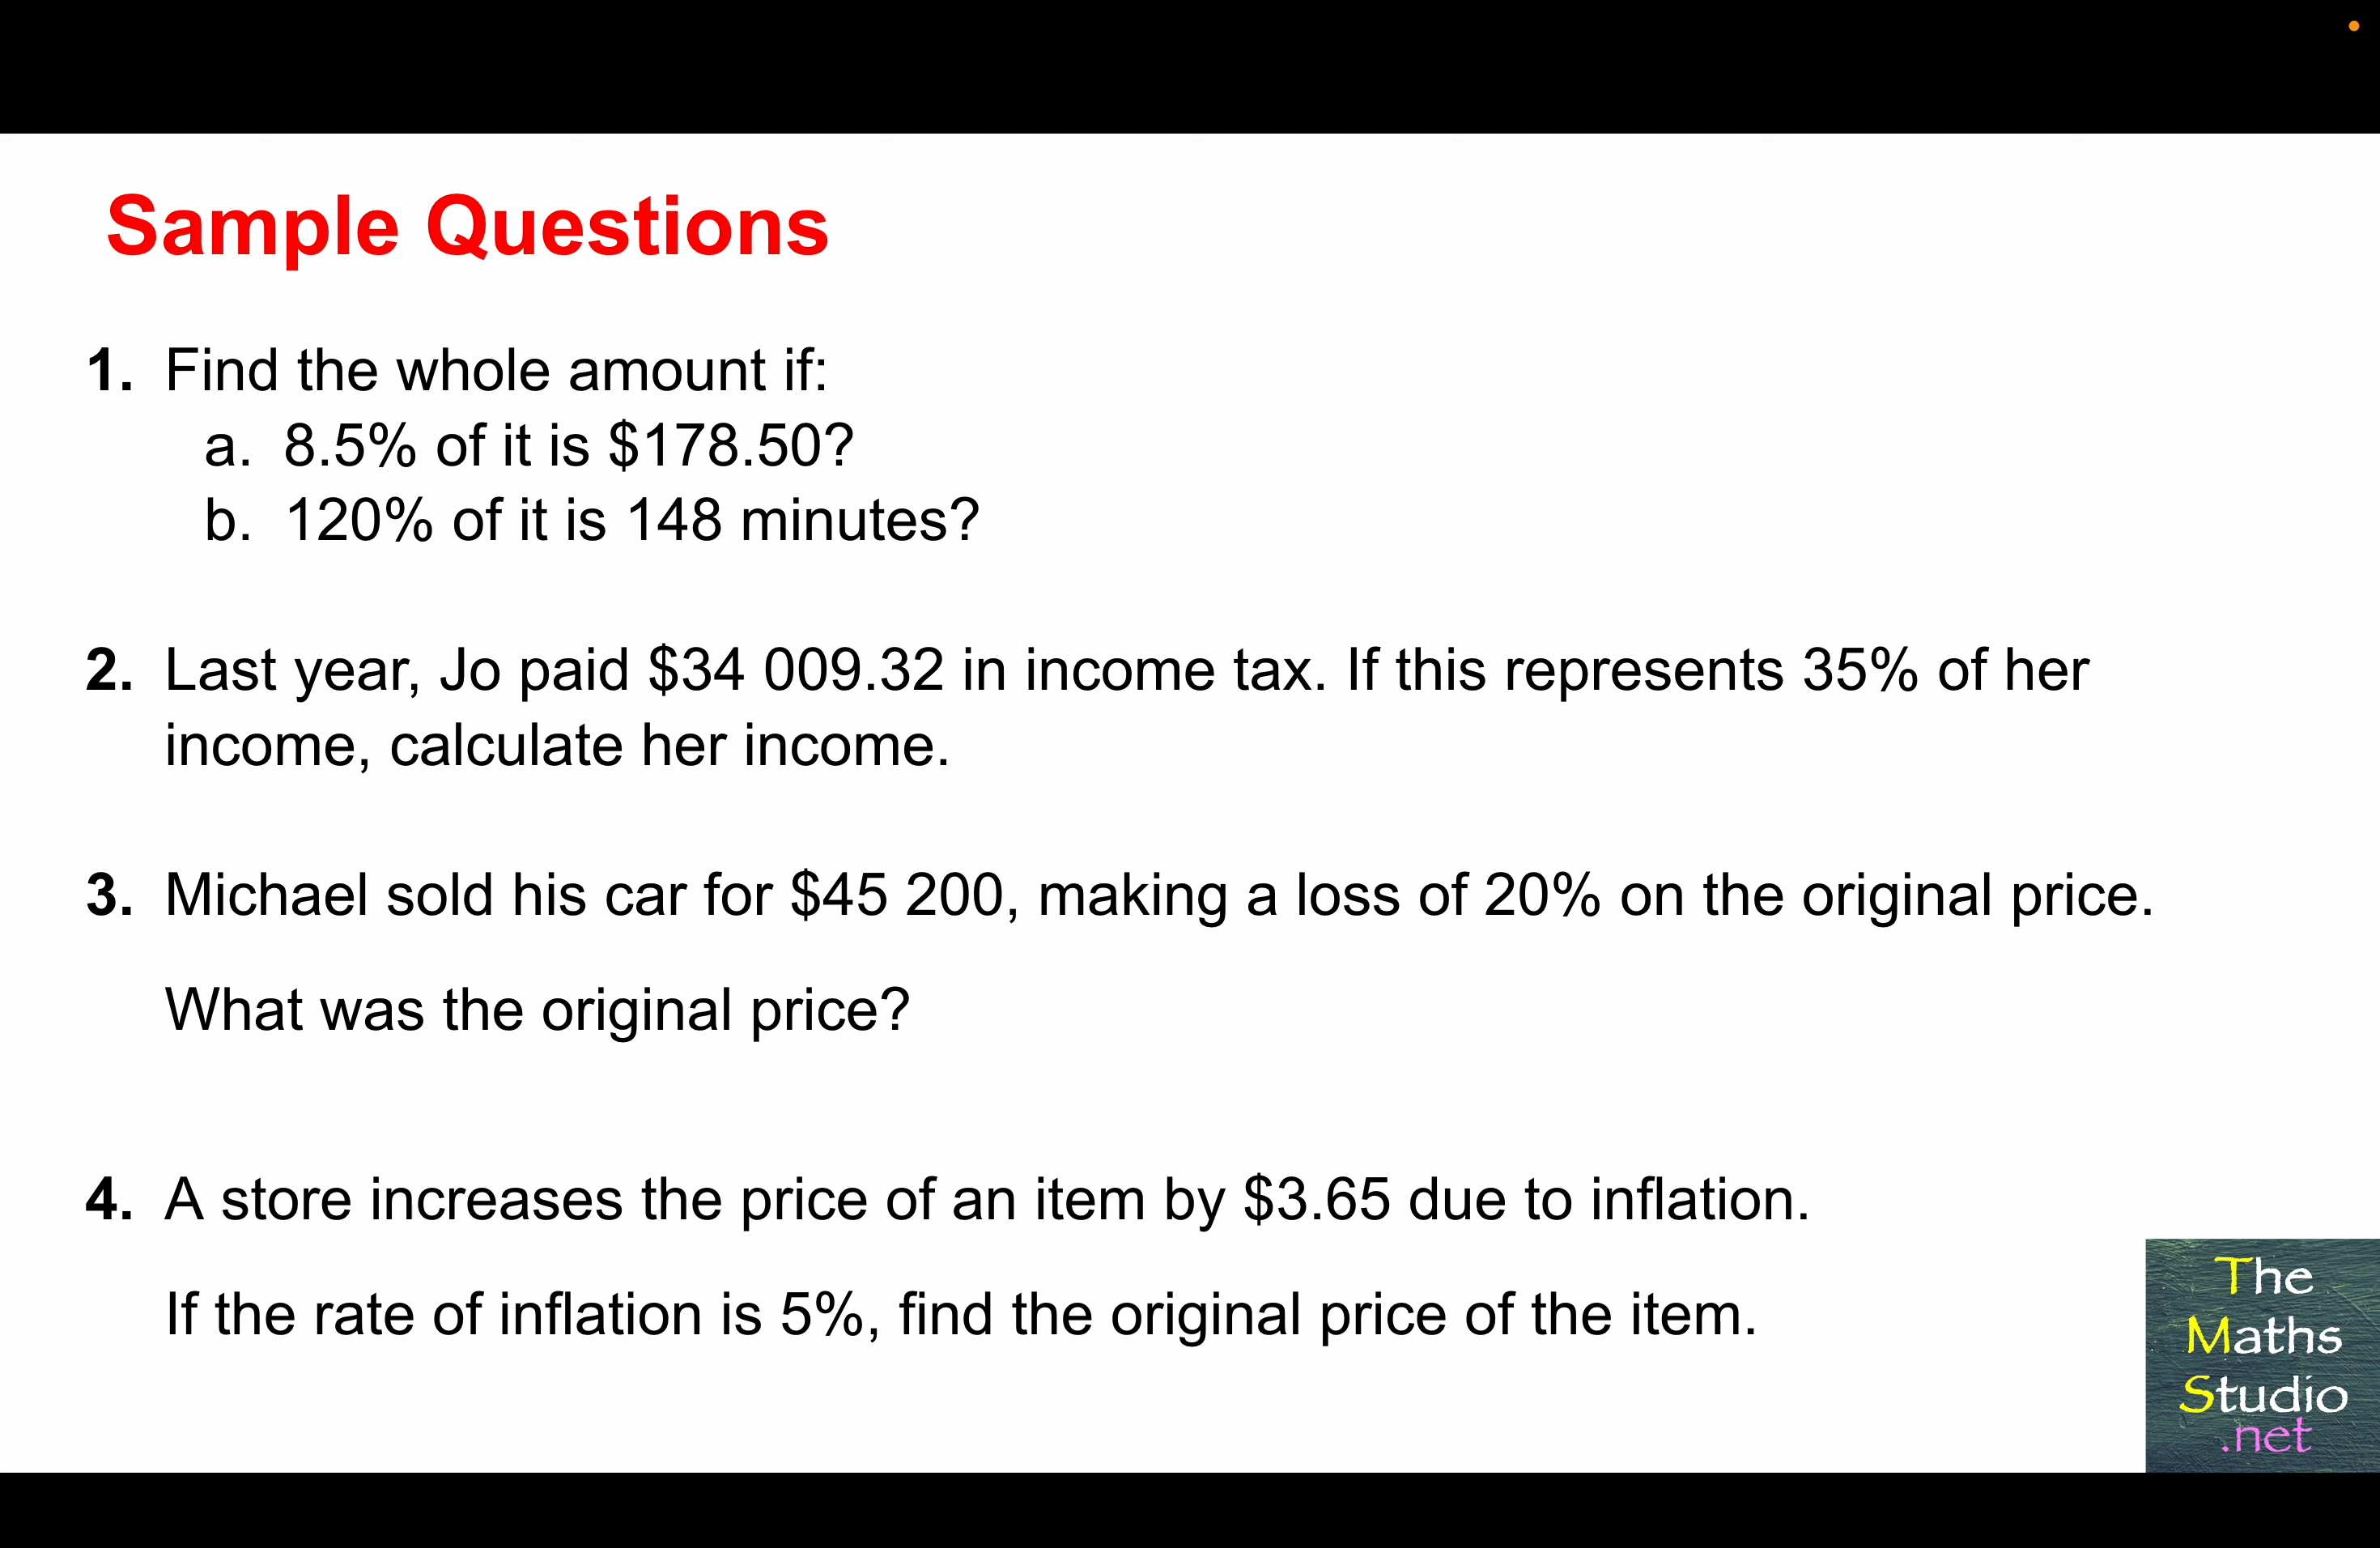 Sample Questions
1. Find the whole amount if:
a. 8.5% of it is $178.50?
b. 120% of it is 148 minutes?
2. Last year, Jo paid $34 009.32 in income tax. If this represents 35% of her
income, calculate her income.
3. Michael sold his car for $45 200, making a loss of 20% on the original price.
What was the original price?
4. A store increases the price of an item by $3.65 due to inflation.
If the rate of inflation is 5%, find the original price of the item.
The
Maths
Studio
.net